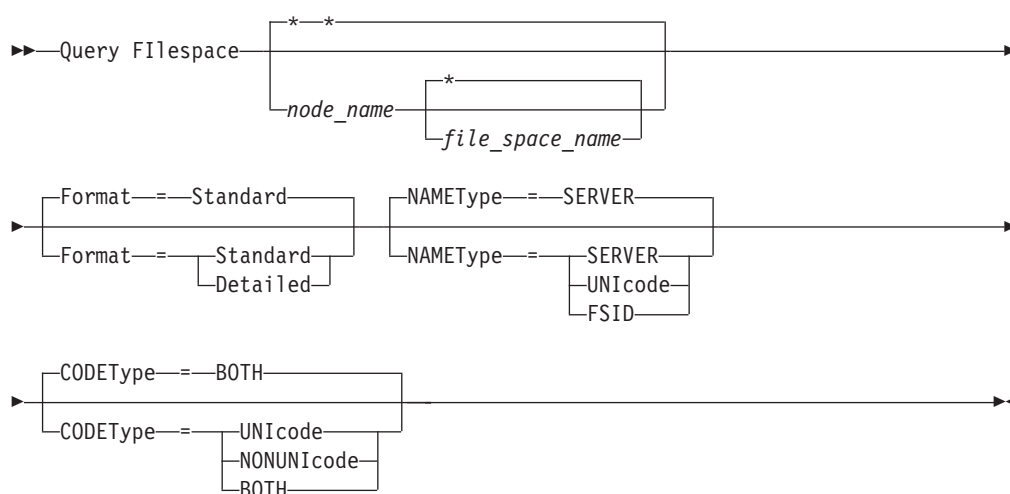 * *
Query FIlespace
*
node_name
file_space_name
Format = Standard NAMEType = SERVER
Format = Standard NAMEType = SERVER
Detailed UNIcode
FSID
CODEType = BOTH
CODEType = UNIcode
NONUNIcode
BOTH